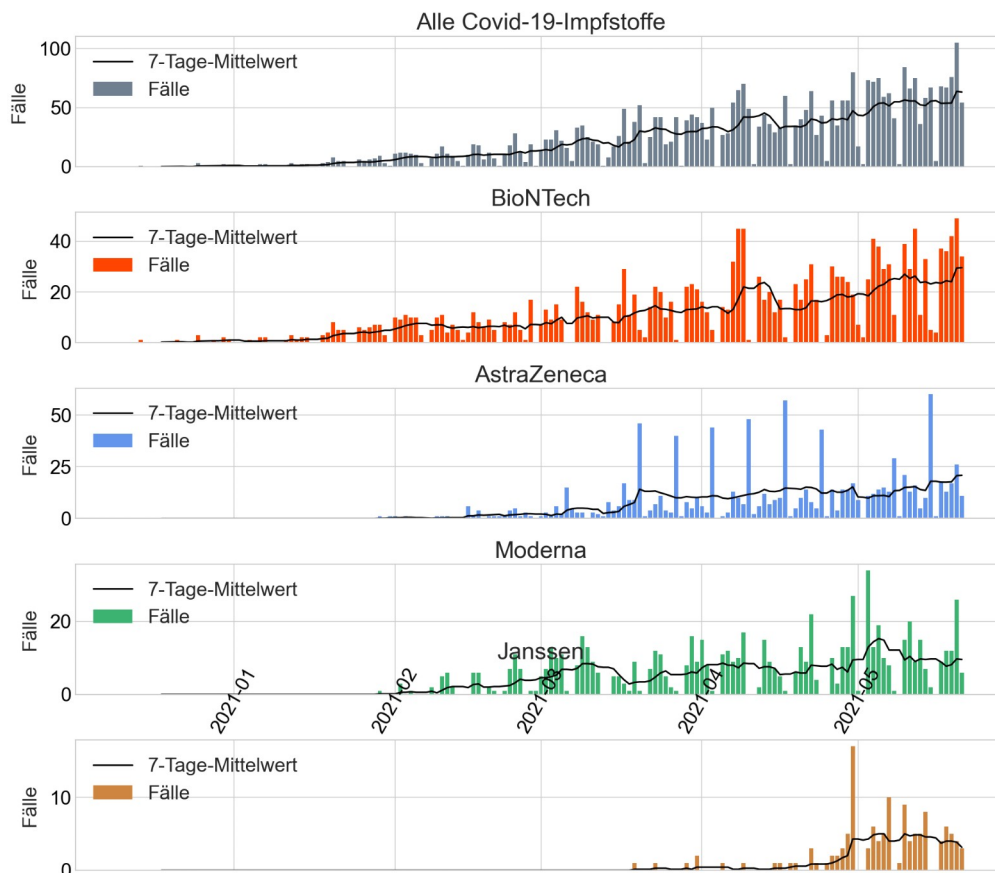 Alle Covid-19-Impfstoffe
100
50
0
Fälle
7-Tage-Mittelwert
Fälle
BioNTech
40
20
0
Fälle
7-Tage-Mittelwert
Fälle
AstraZeneca
50
25
0
Fälle
7-Tage-Mittelwert
Fälle
Moderna
20
0
Fälle
7-Tage-Mittelwert
Fälle
Janssen
2021-01
2021-02
2021-03
2021-04
2021-05
10
0
Fälle
7-Tage-Mittelwert
Fälle